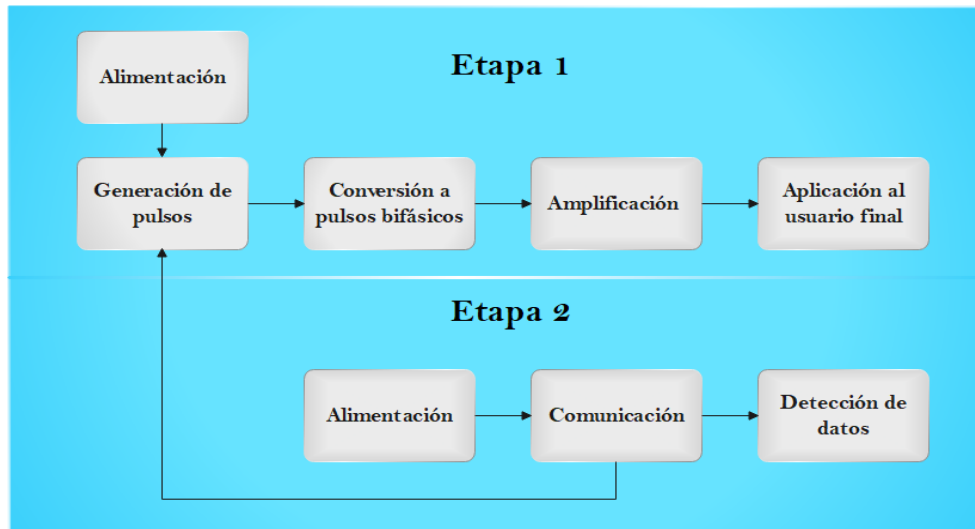 Etapa 1
Alimentación
Generación de
pulsos
Conversión a
pulsos bifásicos
Amplificación
Aplicación al
usuario final
Etapa 2
Alimentación
Comunicación
Detección de
datos